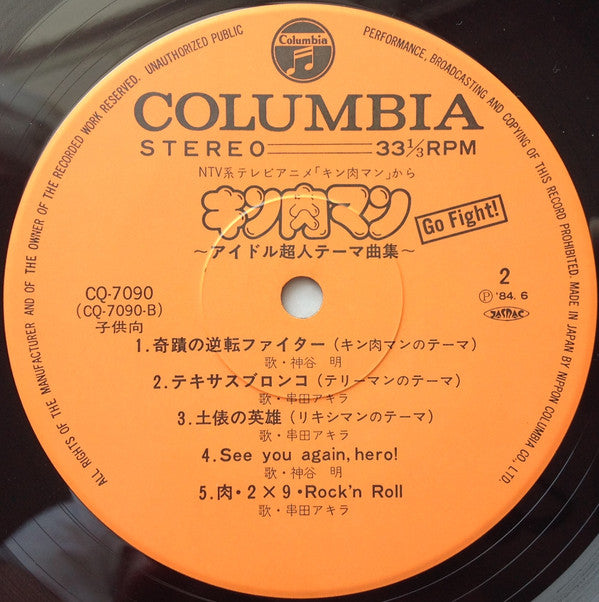 Columbia
COLUMBIA
STEREO 33⅓RPM
NTV系テレビアニメ「キン肉マン」から
キン肉マン
Go Fight!
〜アイドル超人テーマ曲集〜
CQ-7090
(CQ-7090-B)
子供向
2
Ⓟ '84. 6
JASRAC
1.奇蹟の逆転ファイター(キン肉マンのテーマ)
歌・神谷 明
2.テキサスブロンコ(テリーマンのテーマ)
歌・串田アキラ
3.土俵の英雄(リキシマンのテーマ)
歌・串田アキラ
4.See you again, hero!
歌・神谷 明
5.肉・2×9・Rock'n Roll
歌・串田アキラ
ALL RIGHTS OF THE MANUFACTURER AND OF THE OWNER OF THE RECORDED WORK RESERVED. UNAUTHORIZED PUBLIC PERFORMANCE, BROADCASTING AND COPYING OF THIS RECORD PROHIBITED. MADE IN JAPAN BY NIPPON COLUMBIA CO., LTD.